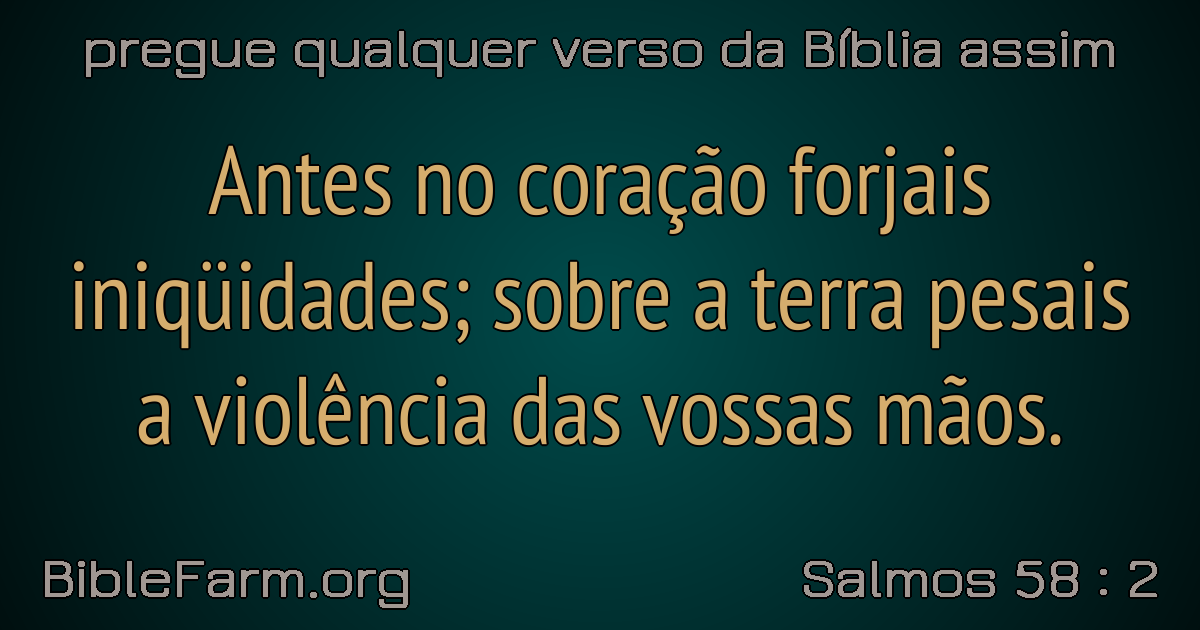 pregue qualquer verso da Bíblia assim
Antes no coração forjais
iniqüidades; sobre a terra pesais
a violência das vossas mãos.
BibleFarm.org
Salmos 58 : 2